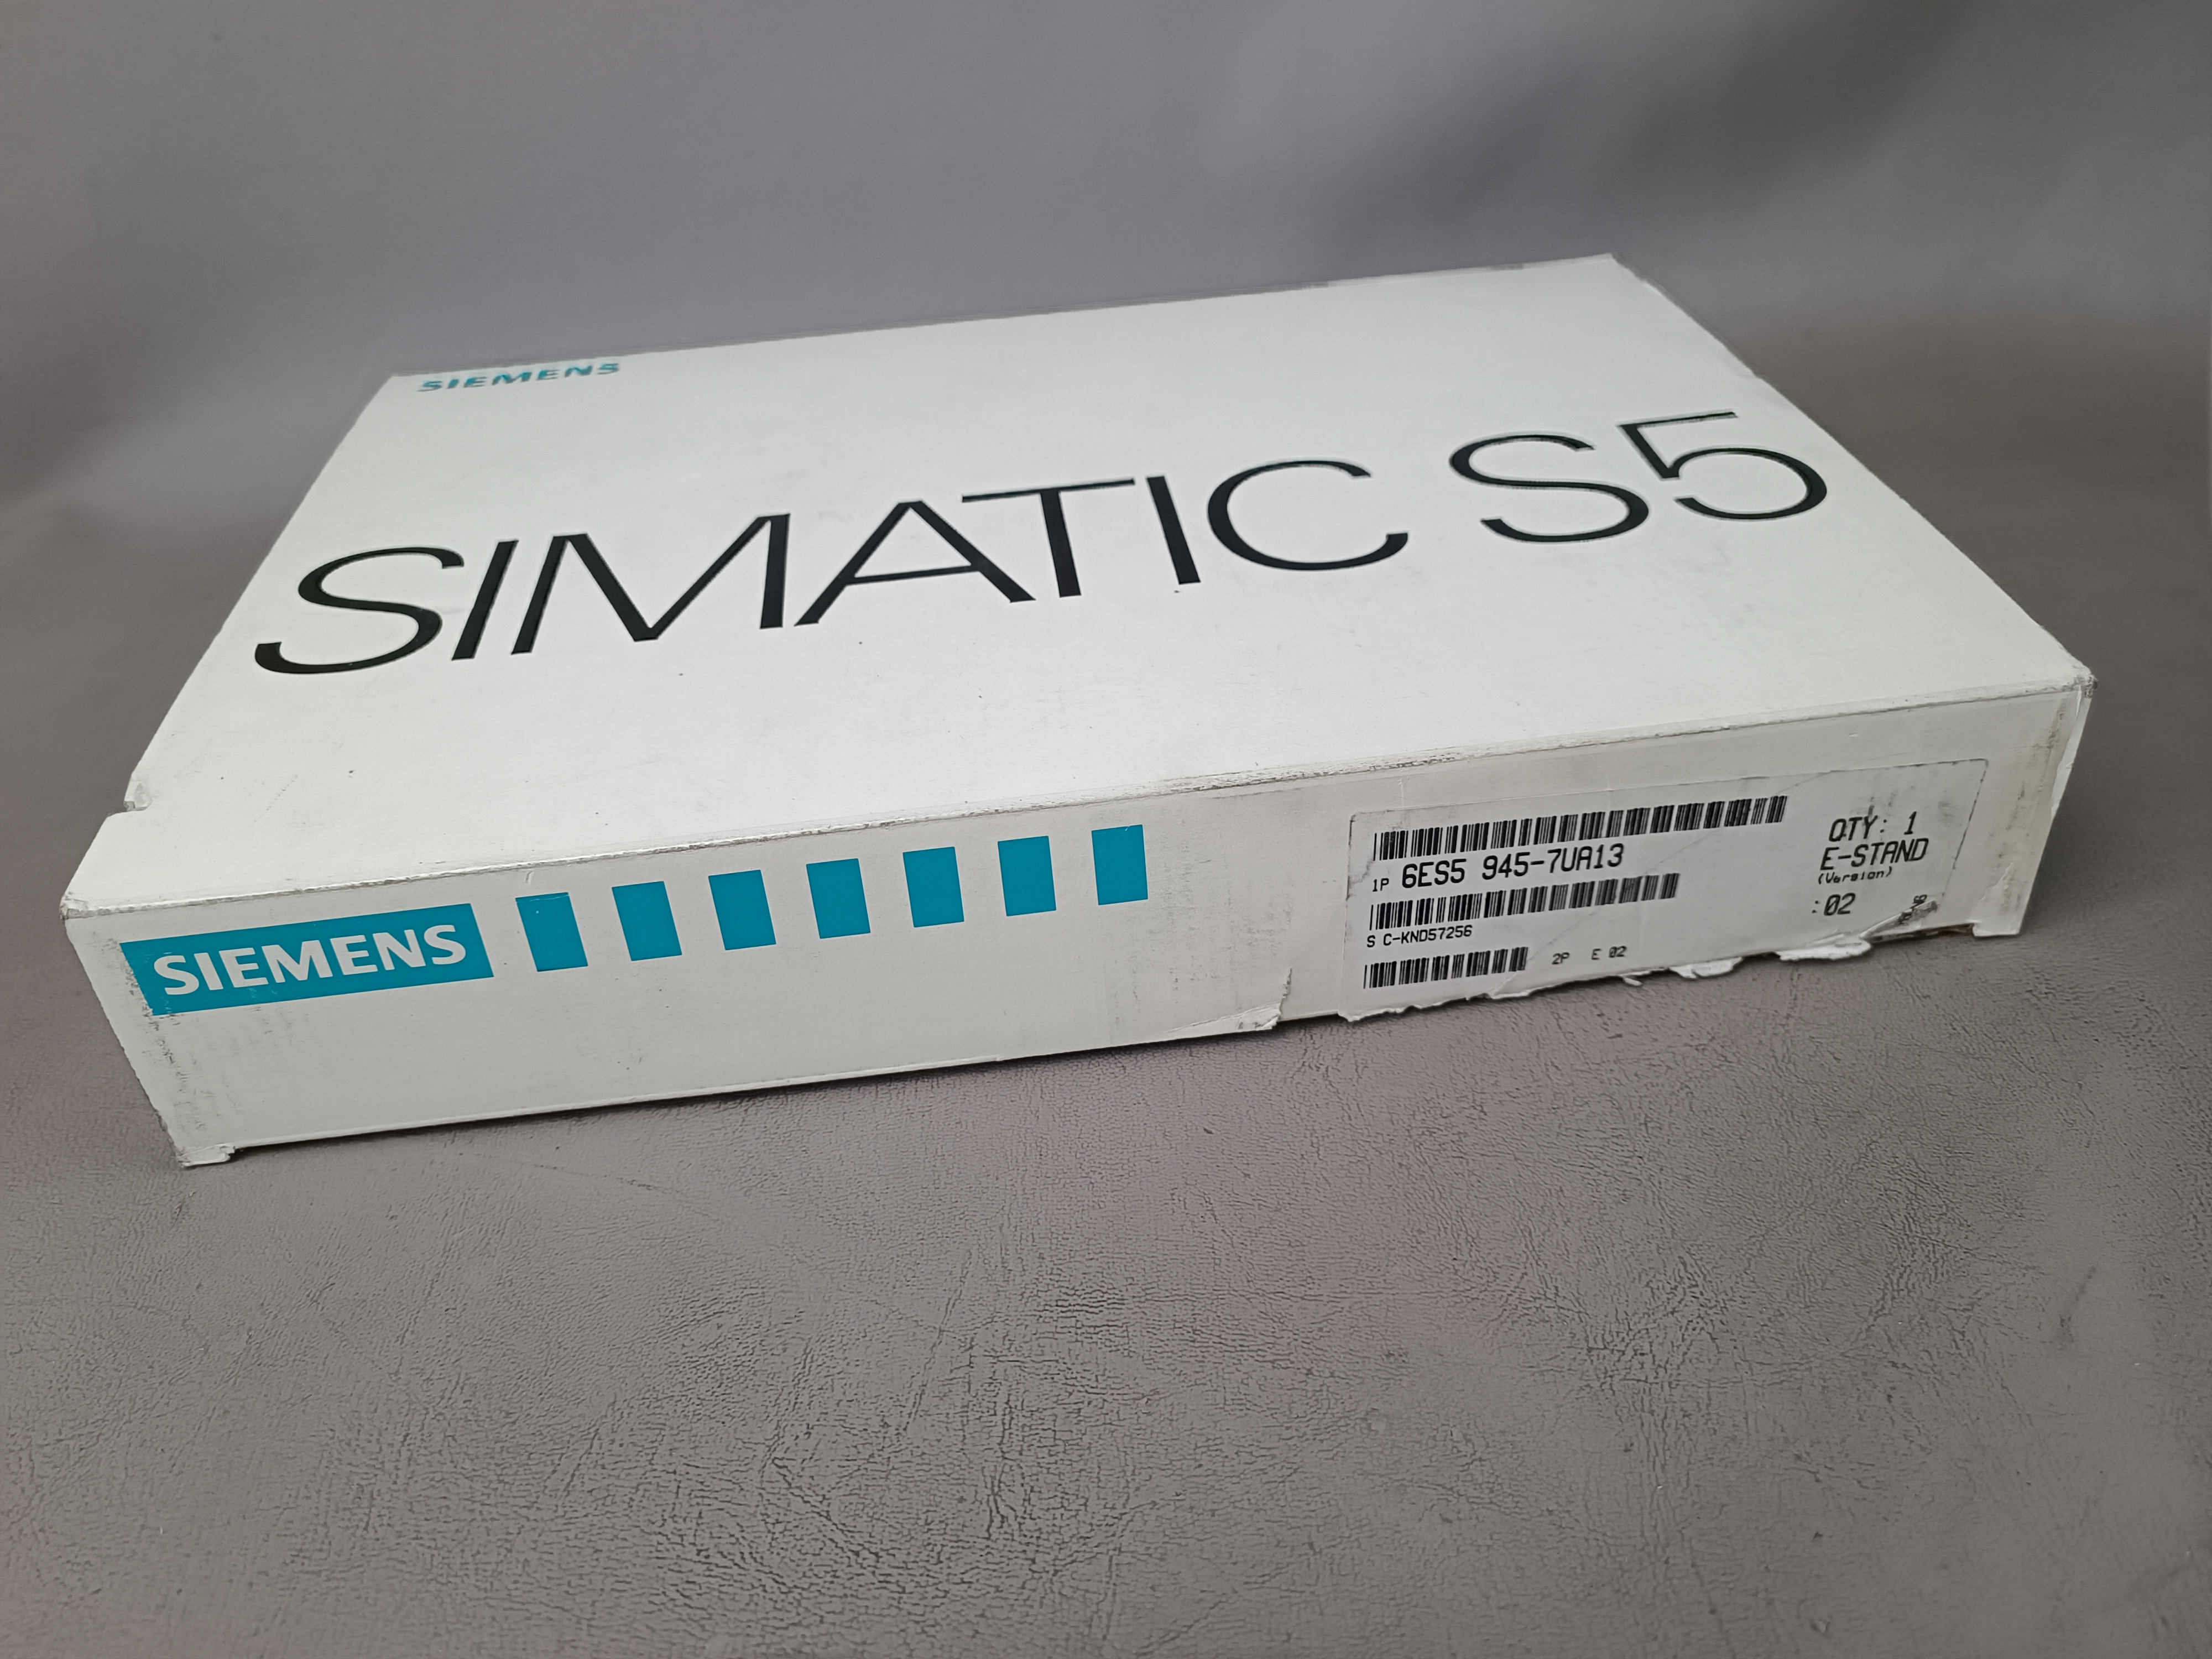 SIEMENS
SIMATIC S5
SIEMENS
1P 6ES5 945-7UA13
S C-KND57256
2P E 02
QTY: 1
E-STAND
(Version)
:02